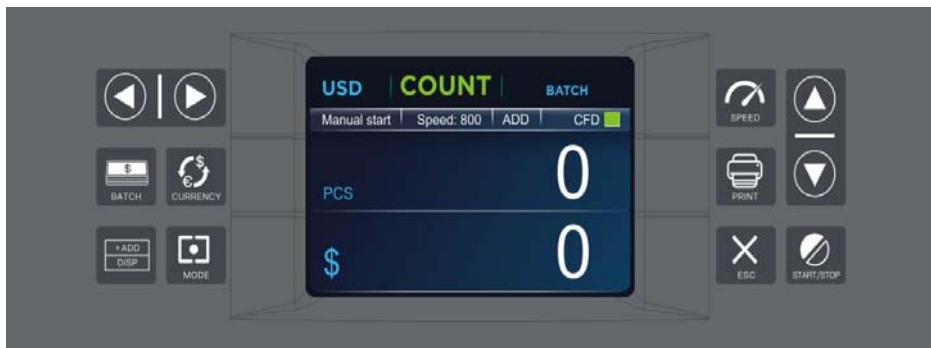 USD COUNT BATCH
Manual start Speed: 800 ADD CFD
PCS 0
$ 0
BATCH
$
CURRENCY
$
€
+ADD
DISP
MODE
SPEED
PRINT
ESC
START/STOP